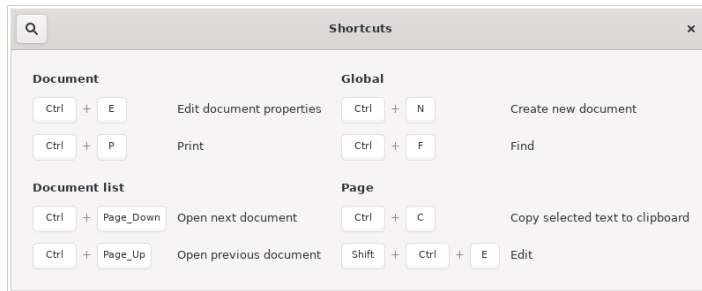 Shortcuts ×
Document
Ctrl + E Edit document properties
Ctrl + P Print
Document list
Ctrl + Page_Down Open next document
Ctrl + Page_Up Open previous document
Global
Ctrl + N Create new document
Ctrl + F Find
Page
Ctrl + C Copy selected text to clipboard
Shift + Ctrl + E Edit